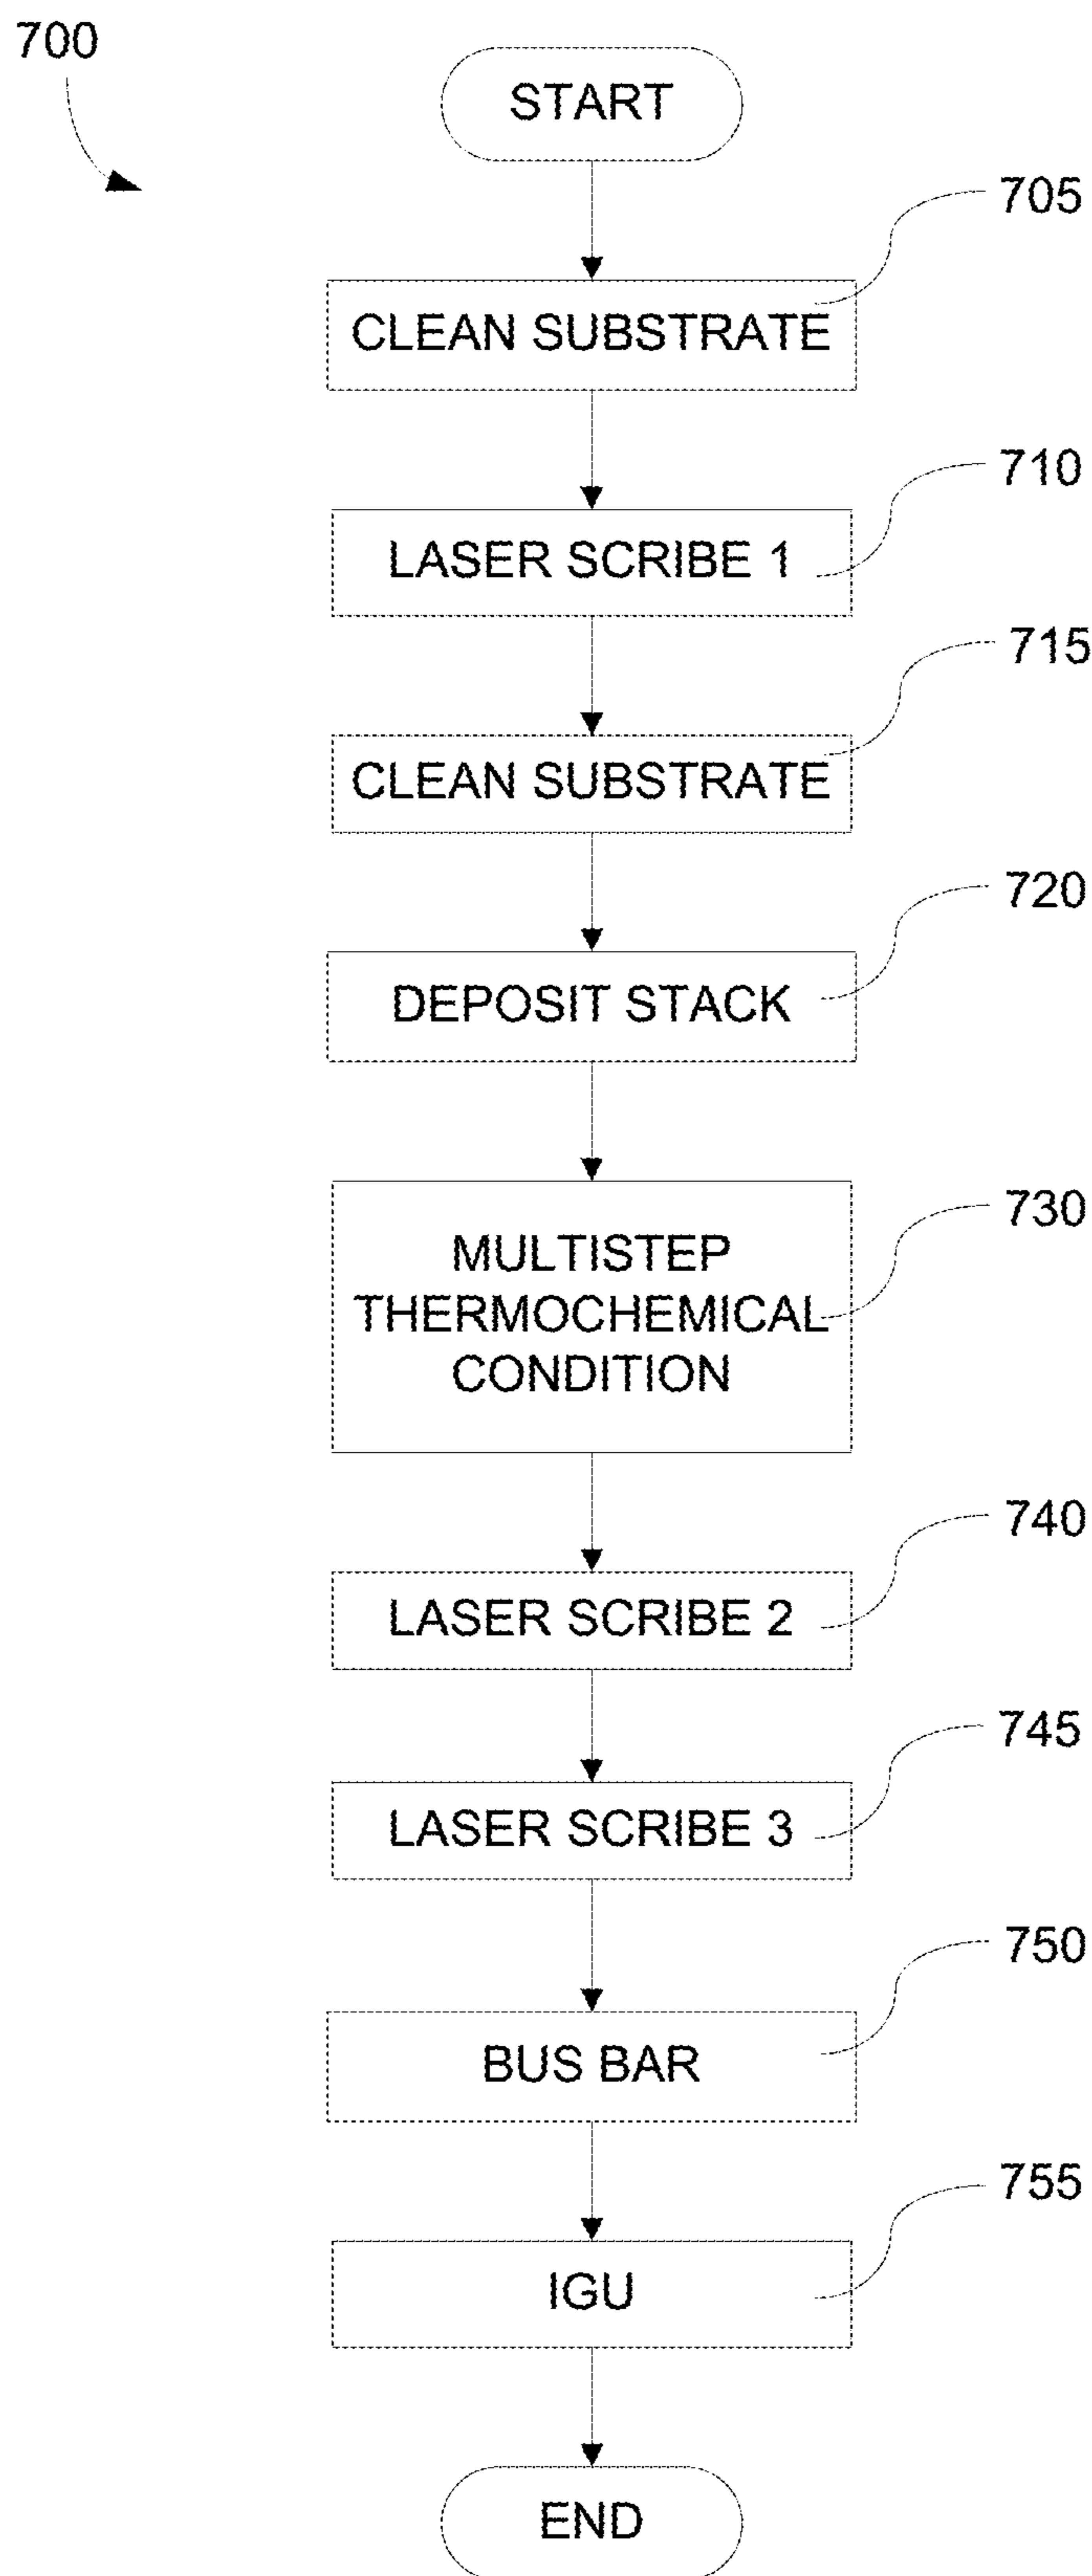 700
START
705
CLEAN SUBSTRATE
710
LASER SCRIBE 1
715
CLEAN SUBSTRATE
720
DEPOSIT STACK
730
MULTISTEP
THERMOCHEMICAL
CONDITION
740
LASER SCRIBE 2
745
LASER SCRIBE 3
750
BUS BAR
755
IGU
END